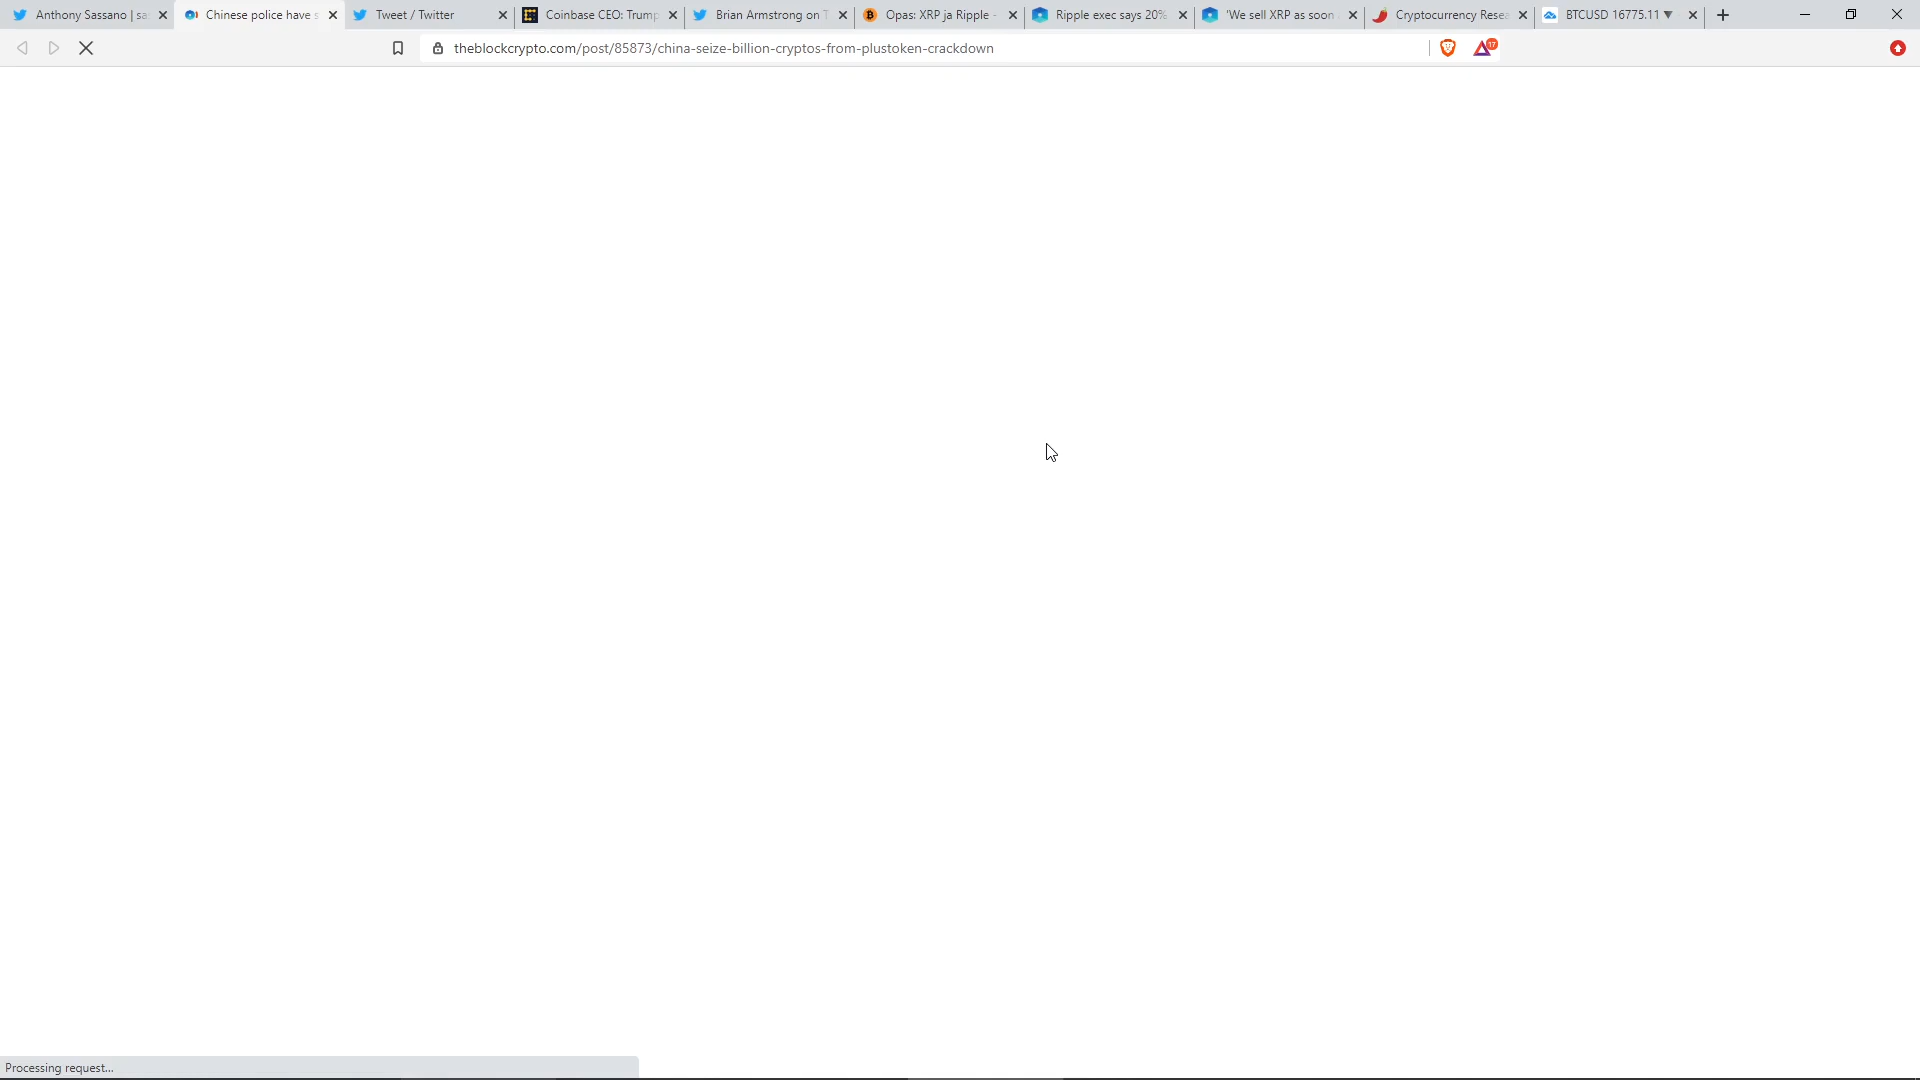 Anthony Sassano | sa
Chinese police have s
Tweet / Twitter
Coinbase CEO: Trump
Brian Armstrong on T
Opas: XRP ja Ripple -
Ripple exec says 20%
'We sell XRP as soon
Cryptocurrency Resea
BTCUSD 16775.11 ▼
theblockcrypto.com/post/85873/china-seize-billion-cryptos-from-plustoken-crackdown
17
Processing request...